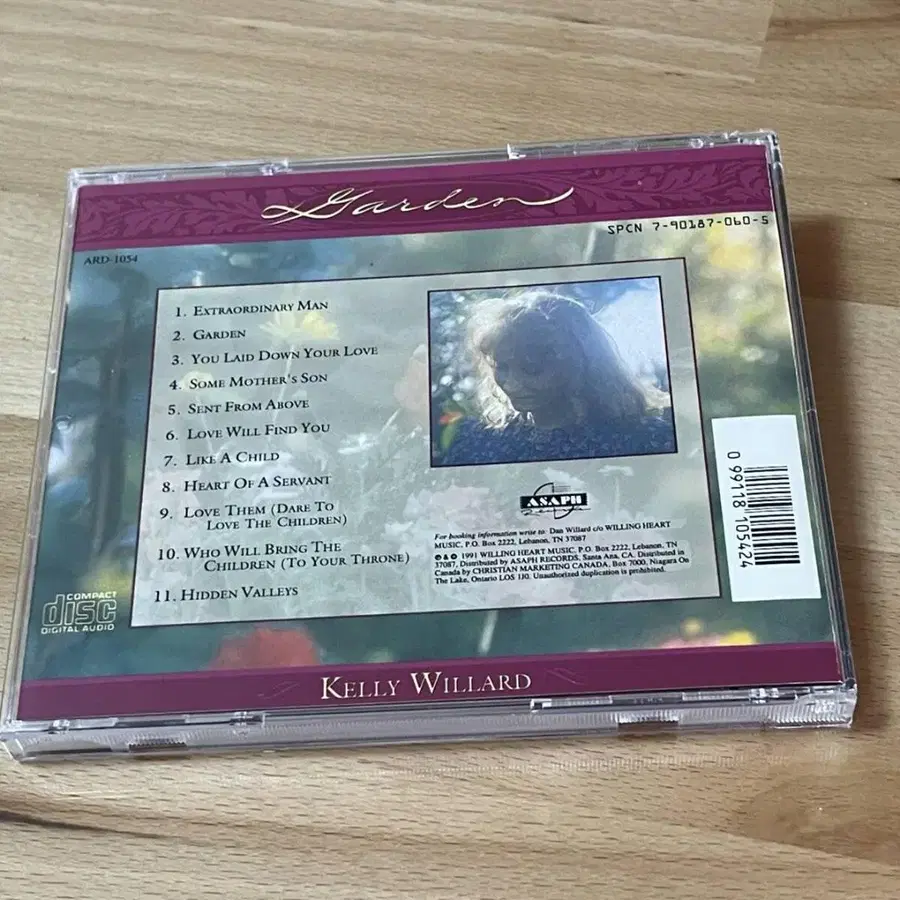 Garden
SPCN 7-90187-060-5
ARD-1054
1. EXTRAORDINARY MAN
2. GARDEN
3. YOU LAID DOWN YOUR LOVE
4. SOME MOTHER'S SON
5. SENT FROM ABOVE
6. LOVE WILL FIND YOU
7. LIKE A CHILD
8. HEART OF A SERVANT
9. LOVE THEM (DARE TO
LOVE THE CHILDREN)
10. WHO WILL BRING THE
CHILDREN (TO YOUR THRONE)
11. HIDDEN VALLEYS
ASAPH
For booking information write to: Dan Willard c/o WILLING HEART
MUSIC, P.O. Box 2222, Lebanon, TN 37087
℗ & © 1991 WILLING HEART MUSIC, P.O. Box 2222, Lebanon, TN
37087, Distributed by ASAPH RECORDS, Santa Ana, CA. Distributed in
Canada by CHRISTIAN MARKETING CANADA, Box 7000, Niagara On
The Lake, Ontario LOS 1J0. Unauthorized duplication is prohibited.
0 99118 10542 4
COMPACT
disc
DIGITAL AUDIO
KELLY WILLARD